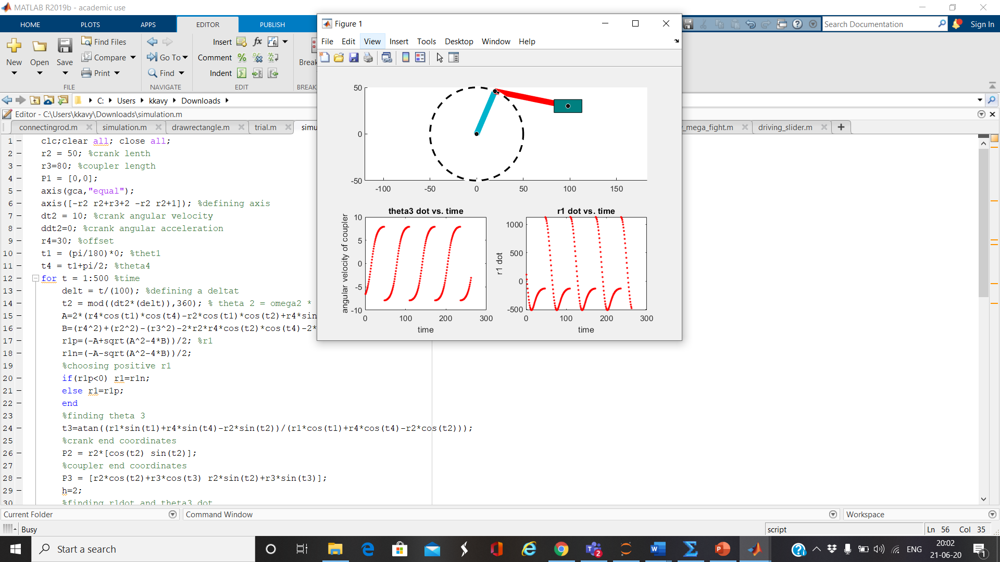 MATLAB R2019b - academic use
HOME PLOTS APPS EDITOR PUBLISH
Search Documentation
Sign In
New
Open
Save
Find Files
Compare
Print
Go To
Find
Insert
Comment
Indent
fx
Break
FILE NAVIGATE EDIT BREAK
C: Users kkavy Downloads
Editor - C:\Users\kkavy\Downloads\simulation.m
connectingrod.m simulation.m drawrectangle.m trial.m simu _mega_fight.m driving_slider.m
1 clc;clear all; close all;
2 r2 = 50; %crank lenth
3 r3=80; %coupler length
4 P1 = [0,0];
5 axis(gca,"equal");
6 axis([-r2 r2+r3+2 -r2 r2+1]); %defining axis
7 dt2 = 10; %crank angular velocity
8 ddt2=0; %crank angular acceleration
9 r4=30; %offset
10 t1 = (pi/180)*0; %thet1
11 t4 = t1+pi/2; %theta4
12 for t = 1:500 %time
13 delt = t/(100); %defining a deltat
14 t2 = mod((dt2*(delt)),360); % theta 2 = omega2 *
15 A=2*(r4*cos(t1)*cos(t4)-r2*cos(t1)*cos(t2)+r4*sin
16 B=(r4^2)+(r2^2)-(r3^2)-2*r2*r4*cos(t2)*cos(t4)-2*
17 r1p=(-A+sqrt(A^2-4*B))/2; %r1
18 r1n=(-A-sqrt(A^2-4*B))/2;
19 %choosing positive r1
20 if(r1p<0) r1=r1n;
21 else r1=r1p;
22 end
23 %finding theta 3
24 t3=atan((r1*sin(t1)+r4*sin(t4)-r2*sin(t2))/(r1*cos(t1)+r4*cos(t4)-r2*cos(t2)));
25 %crank end coordinates
26 P2 = r2*[cos(t2) sin(t2)];
27 %coupler end coordinates
28 P3 = [r2*cos(t2)+r3*cos(t3) r2*sin(t2)+r3*sin(t3)];
29 h=2;
30 %finding r1dot and theta3 dot
Figure 1
File Edit View Insert Tools Desktop Window Help
50
0
-50
-100 -50 0 50 100 150
theta3 dot vs. time
angular velocity of coupler
10
5
0
-5
-10
0 100 200 300
time
r1 dot vs. time
r1 dot
1000
500
0
-500
0 100 200 300
time
Current Folder
Command Window
Workspace
Busy
script
Ln 56 Col 35
Start a search
2
ENG
20:02
21-06-20
1